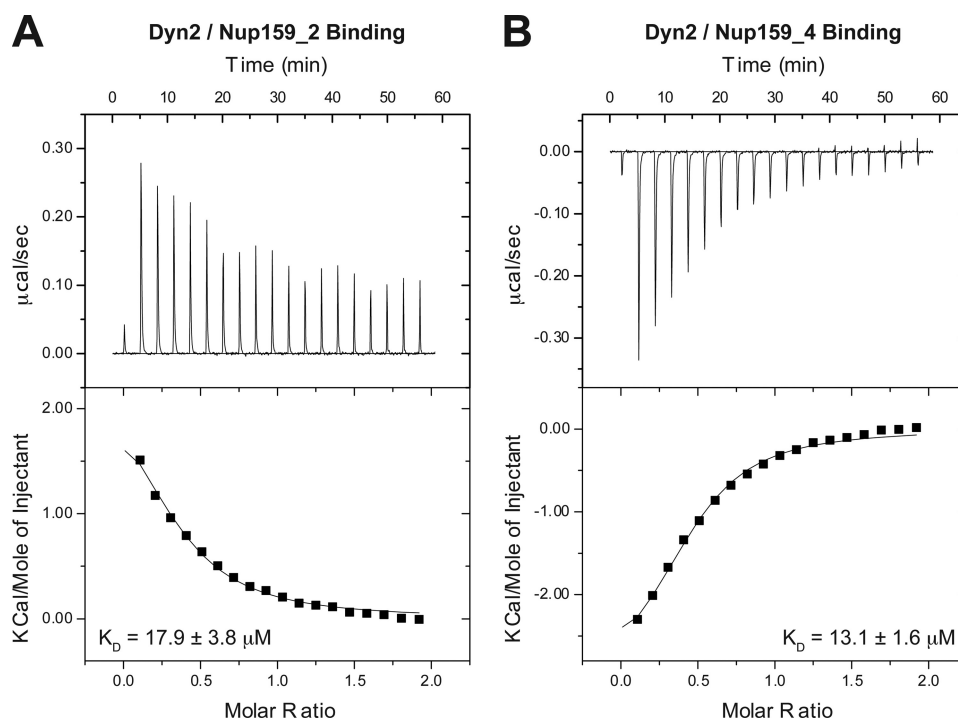 A
Dyn2 / Nup159_2 Binding
Time (min)
0 10 20 30 40 50 60
0.30
0.20
0.10
0.00
μcal/sec
2.00
1.00
0.00
KCal/Mole of Injectant
K_D = 17.9 ± 3.8 μM
0.0 0.5 1.0 1.5 2.0
Molar Ratio
B
Dyn2 / Nup159_4 Binding
Time (min)
0 10 20 30 40 50 60
0.00
-0.10
-0.20
-0.30
μcal/sec
0.00
-1.00
-2.00
KCal/Mole of Injectant
K_D = 13.1 ± 1.6 μM
0.0 0.5 1.0 1.5 2.0
Molar Ratio